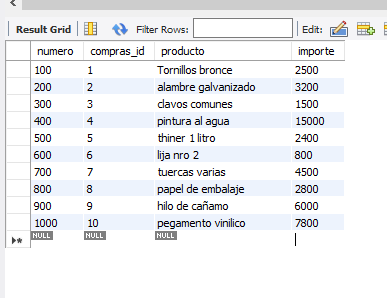 Result Grid Filter Rows: Edit:
numero compras_id producto importe
100 1 Tornillos bronce 2500
200 2 alambre galvanizado 3200
300 3 clavos comunes 1500
400 4 pintura al agua 15000
500 5 thiner 1 litro 2400
600 6 lija nro 2 800
700 7 tuercas varias 4500
800 8 papel de embalaje 2800
900 9 hilo de cañamo 6000
1000 10 pegamento vinilico 7800
NULL NULL NULL